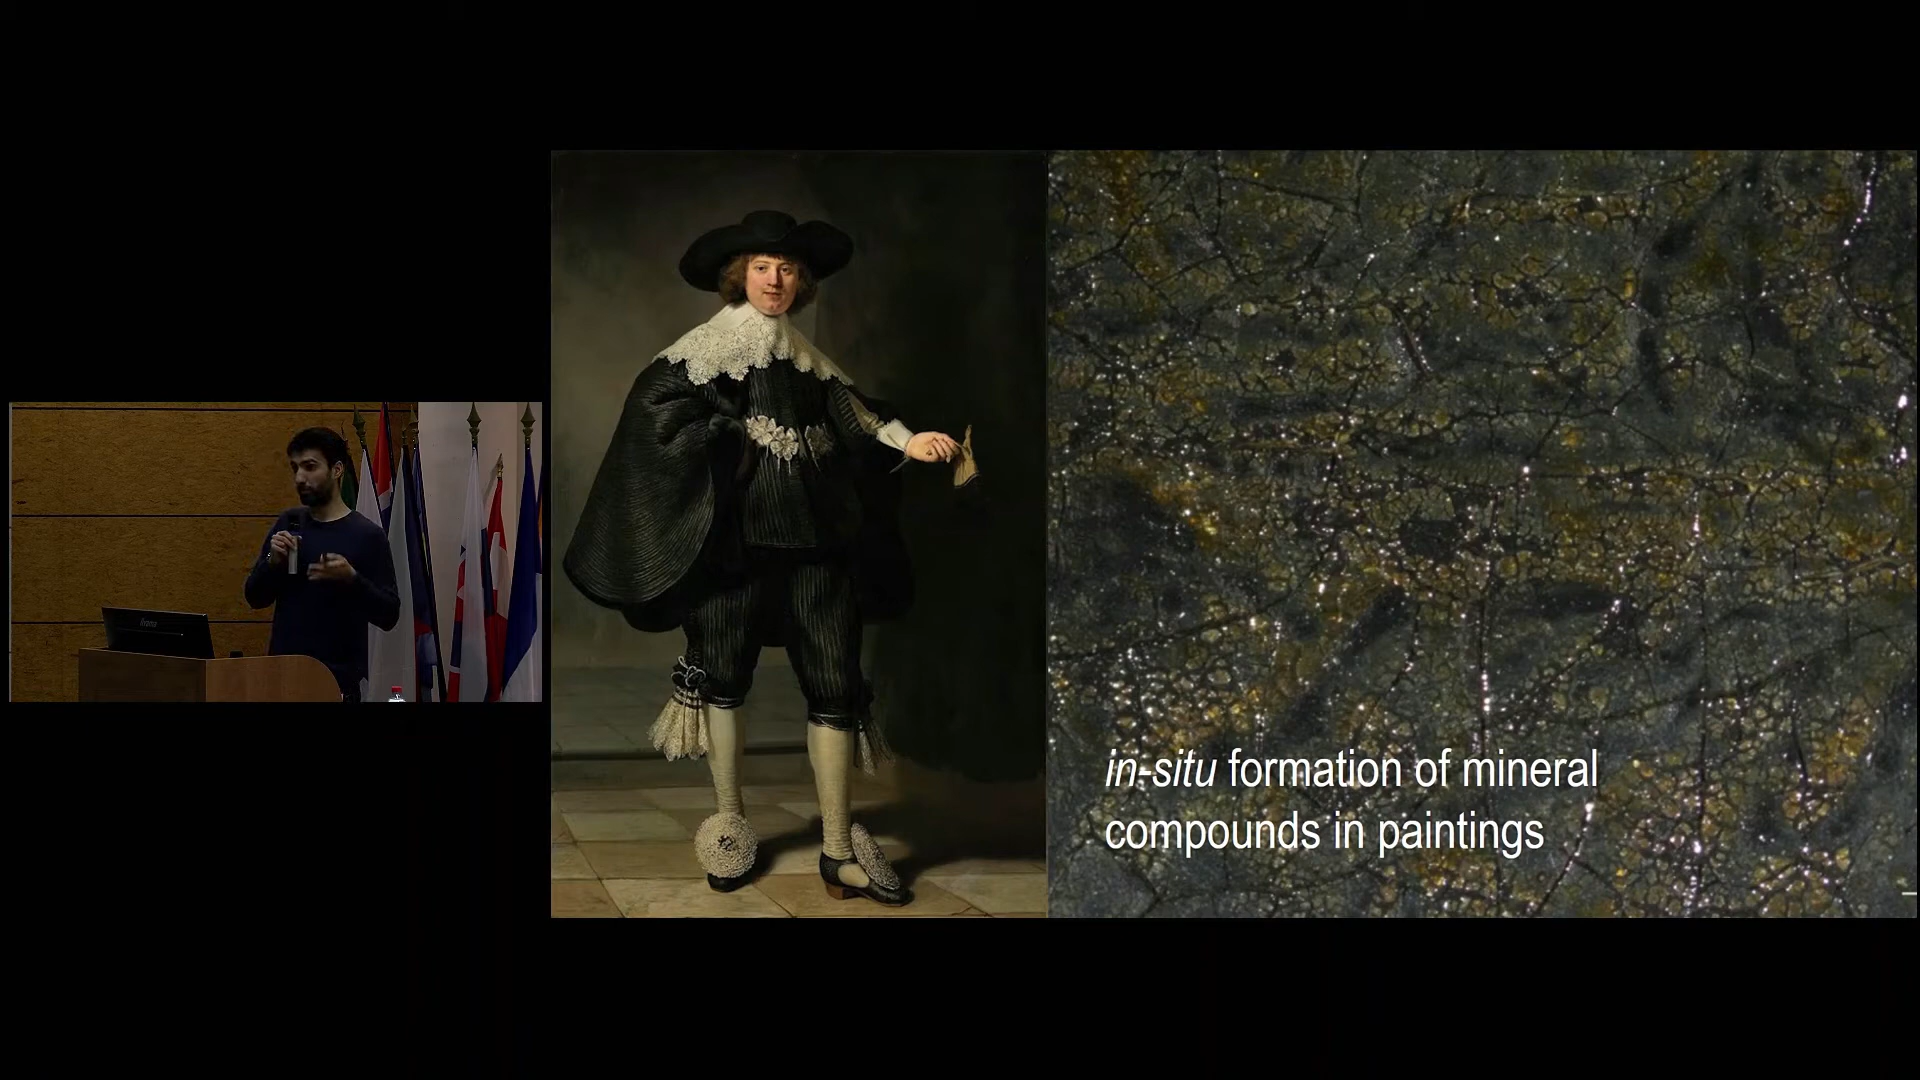 in-situ formation of mineral
compounds in paintings